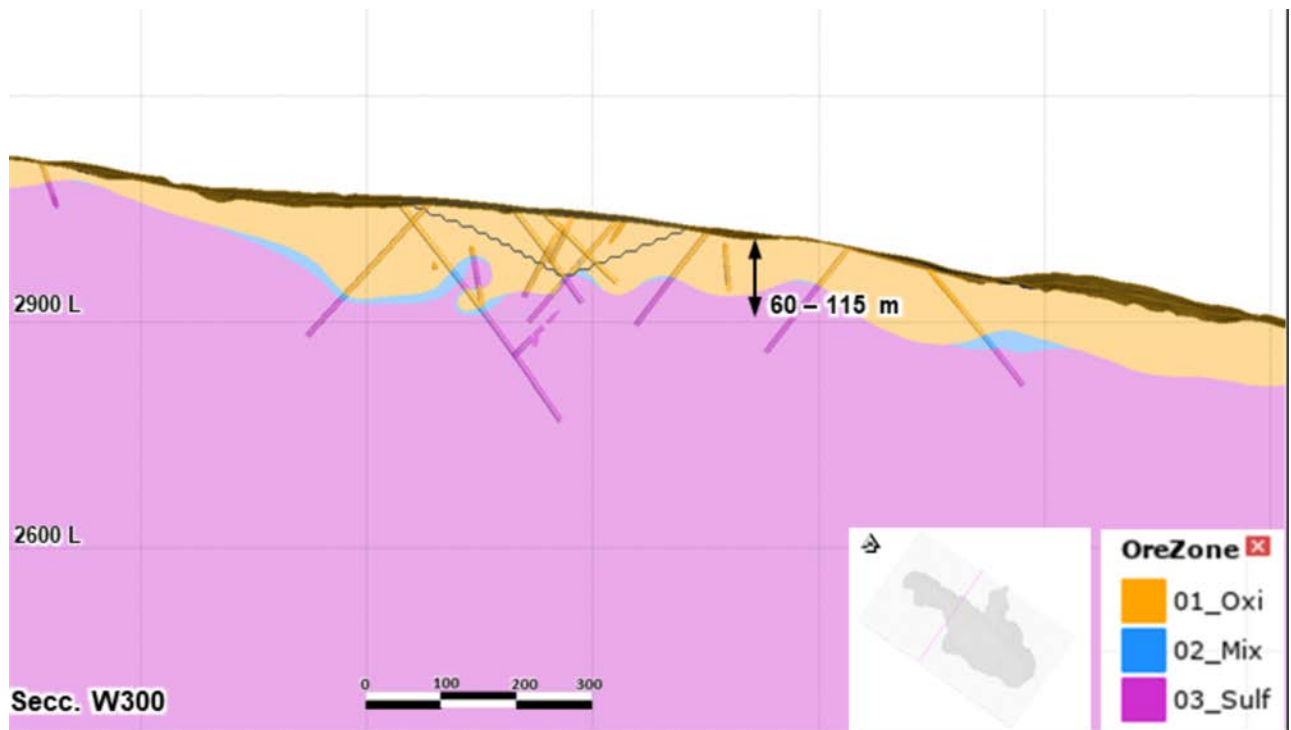 2900 L
60 – 115 m
2600 L
OreZone
01_Oxi
02_Mix
03_Sulf
0 100 200 300
Secc. W300